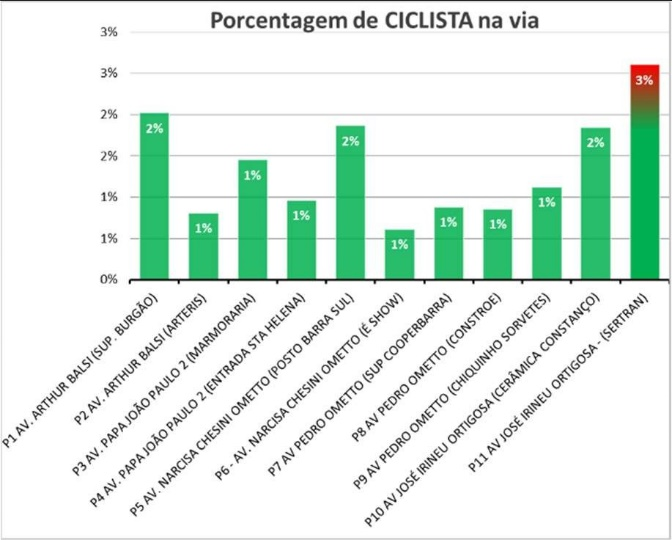 Porcentagem de CICLISTA na via
3%
3%
2%
2%
1%
1%
0%
2%
1%
1%
1%
2%
1%
1%
1%
1%
2%
3%
P1 AV. ARTHUR BALSI (SUP. BURGÃO)
P2 AV. ARTHUR BALSI (ARTERIS)
P3 AV. PAPA JOÃO PAULO 2 (MARMORARIA)
P4 AV. PAPA JOÃO PAULO 2 (ENTRADA STA HELENA)
P5 AV. NARCISA CHESINI OMETTO (POSTO BARRA SUL)
P6 - AV. NARCISA CHESINI OMETTO (É SHOW)
P7 AV PEDRO OMETTO (SUP COOPERBARRA)
P8 AV PEDRO OMETTO (CONSTROE)
P9 AV PEDRO OMETTO (CHIQUINHO SORVETES)
P10 AV JOSÉ IRINEU ORTIGOSA (CERÂMICA CONSTANÇO)
P11 AV JOSÉ IRINEU ORTIGOSA - (SERTRAN)